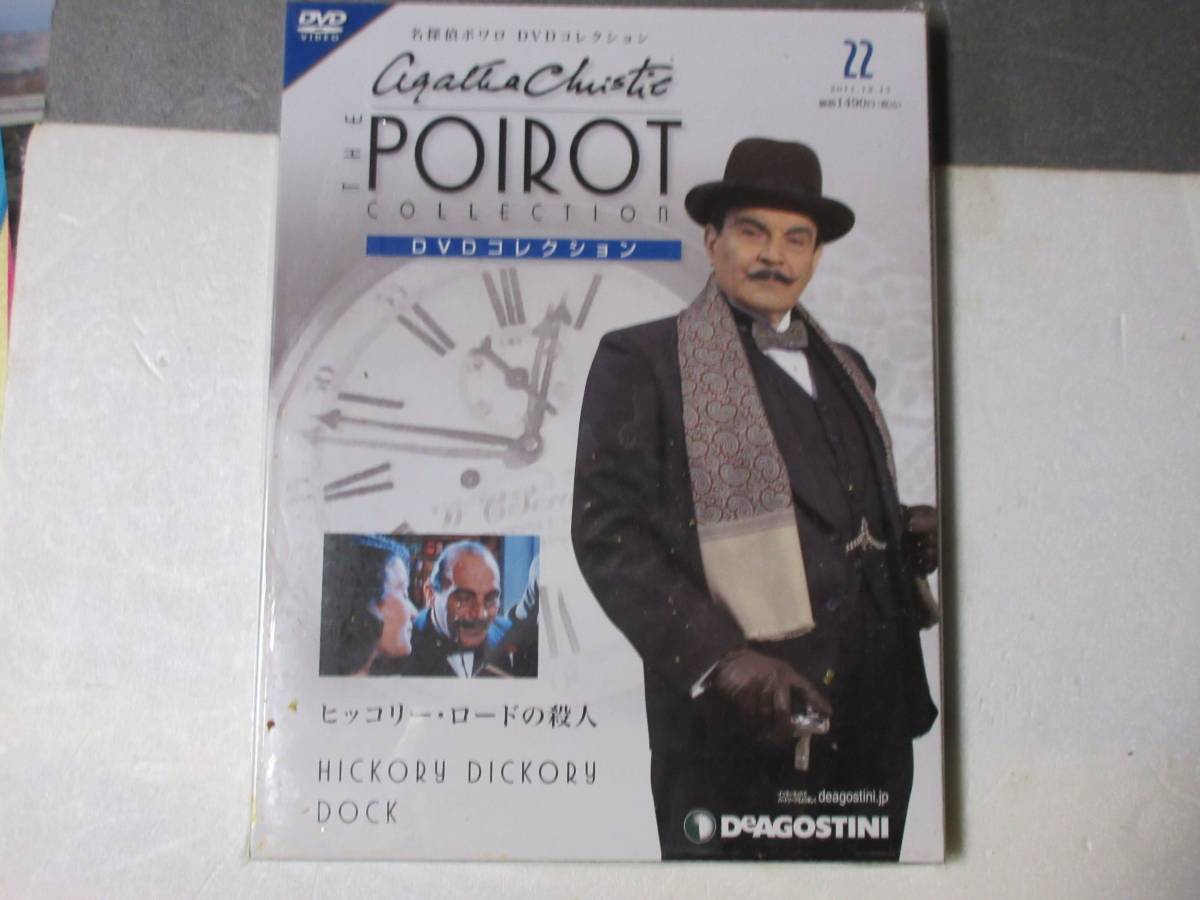 DVD
VIDEO
名探偵ポワロ DVDコレクション
22
Agatha Christie
THE
POIROT
COLLECTION
DVDコレクション
ヒッコリー・ロードの殺人
HICKORY DICKORY
DOCK
deagostini.jp
DeAGOSTINI